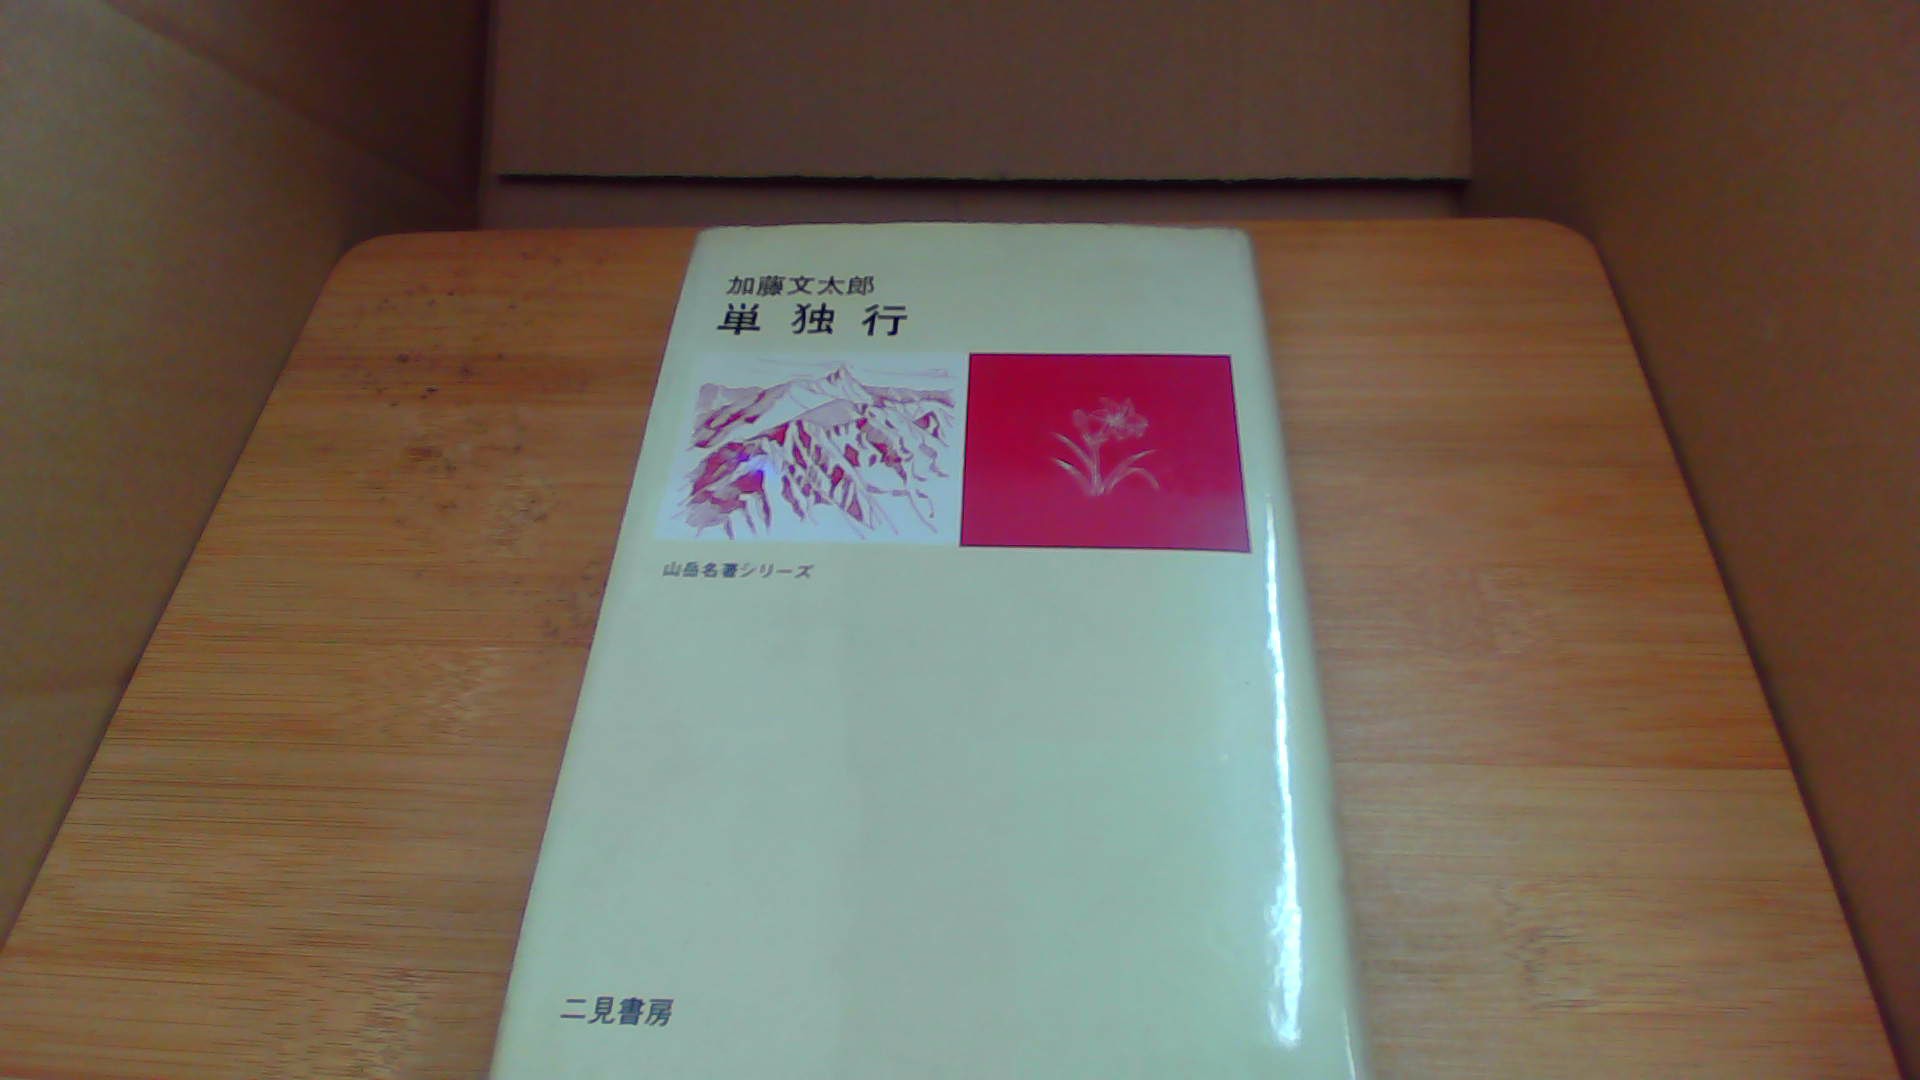 加藤文太郎
単独行
山岳名著シリーズ
二見書房